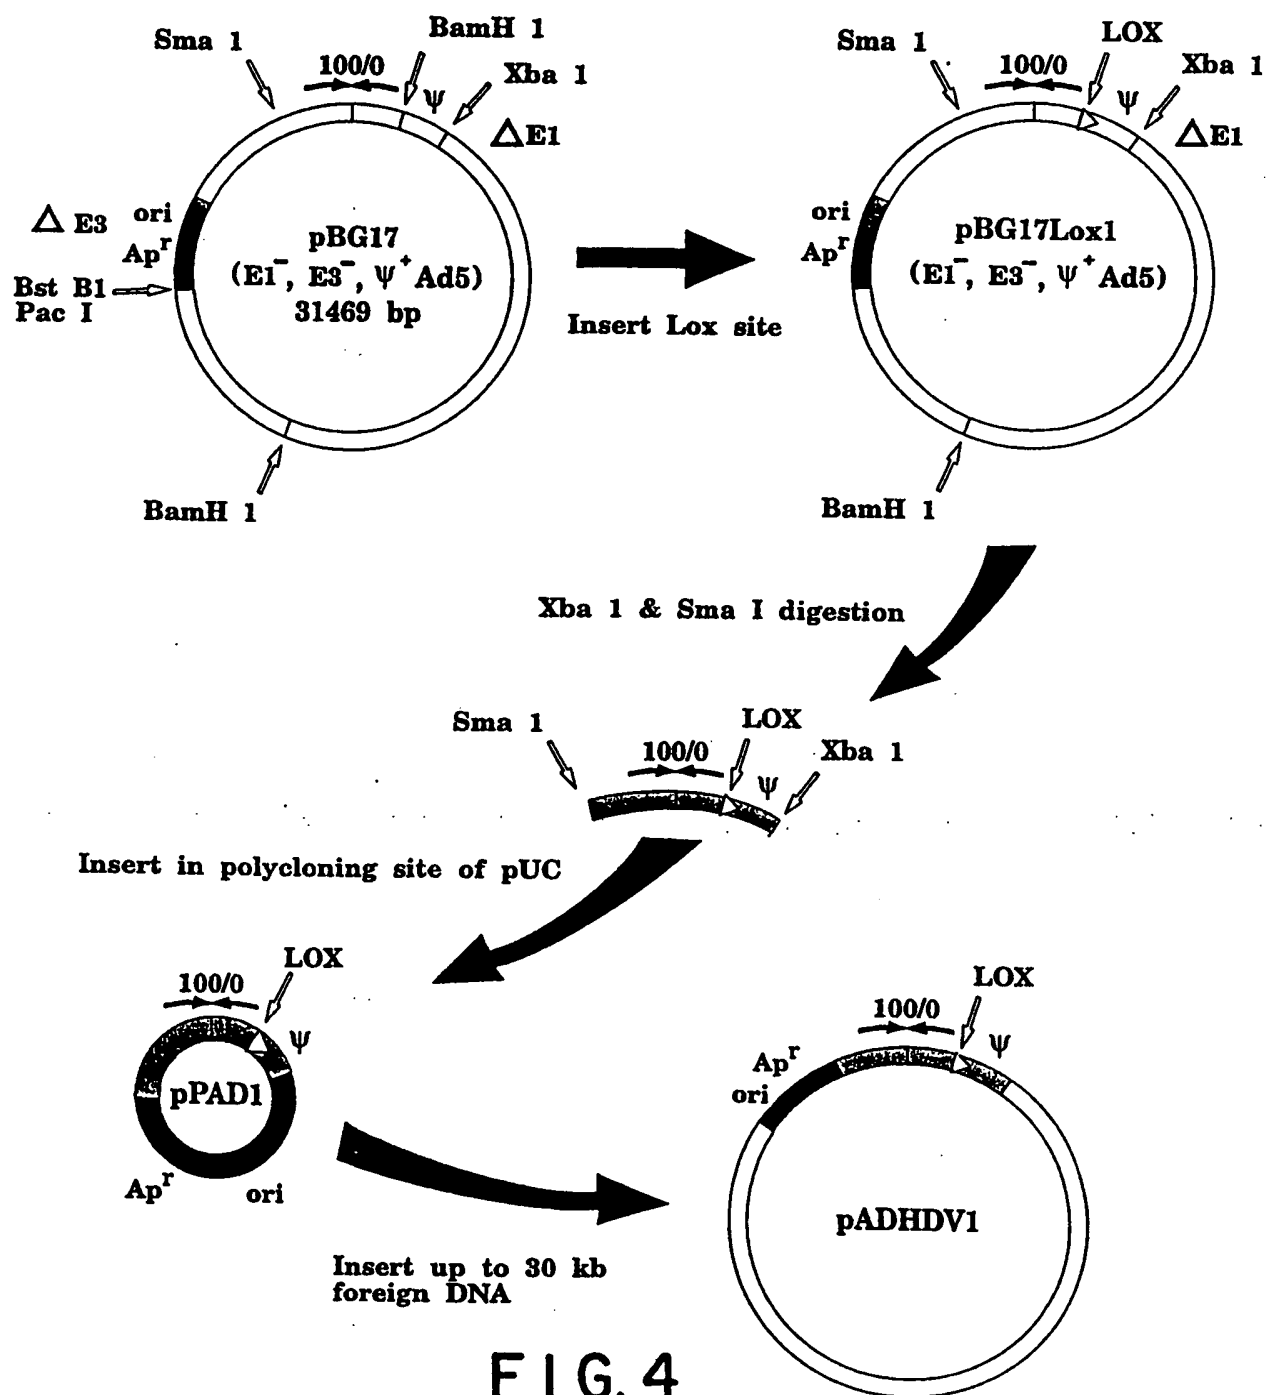 BamH 1
Sma 1
100/0
Xba 1
Ψ
△E1
△ E3
ori
Apʳ
Bst B1
Pac I
pBG17
(E1⁻, E3⁻, Ψ⁺ Ad5)
31469 bp
BamH 1
Insert Lox site
LOX
Sma 1
100/0
Xba 1
Ψ
△E1
ori
Apʳ
pBG17Lox1
(E1⁻, E3⁻, Ψ⁺ Ad5)
BamH 1
Xba 1 & Sma I digestion
Sma 1
LOX
100/0
Xba 1
Ψ
Insert in polycloning site of pUC
LOX
100/0
Ψ
pPAD1
Apʳ
ori
Insert up to 30 kb
foreign DNA
LOX
100/0
Ψ
Apʳ
ori
pADHDV1
FIG. 4